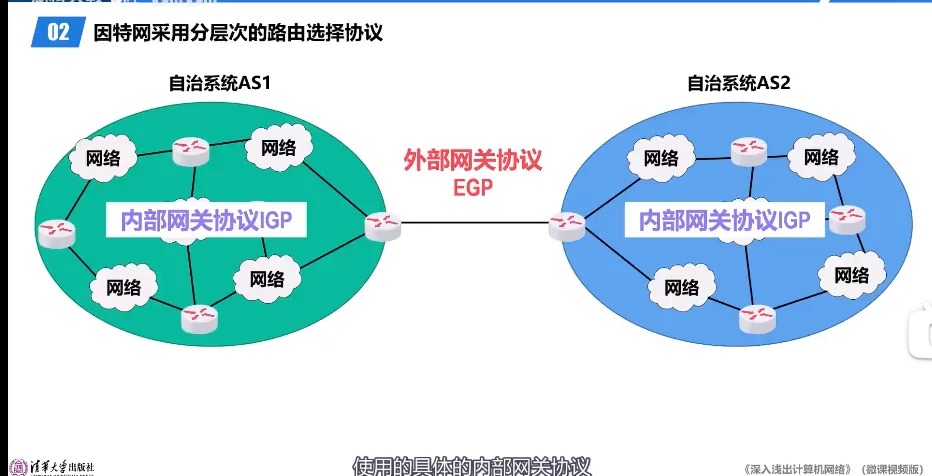 02 因特网采用分层次的路由选择协议
自治系统AS1
自治系统AS2
网络
网络
网络
网络
外部网关协议
EGP
内部网关协议IGP
内部网关协议IGP
网络
网络
网络
网络
清华大学出版社
使用的具体的内部网关协议
《深入浅出计算机网络》（微课视频版）